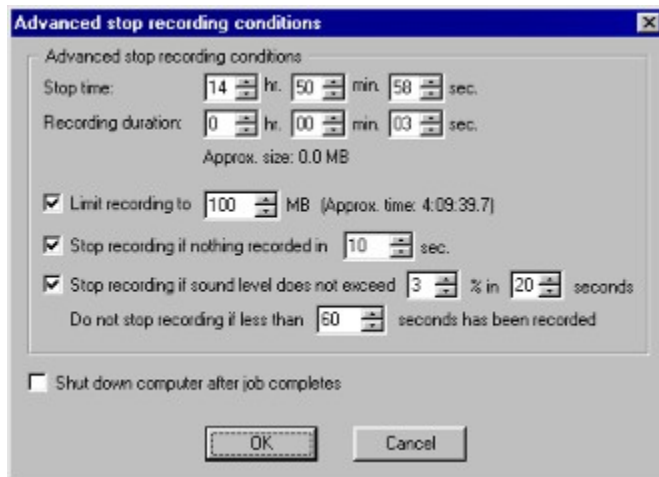 Advanced stop recording conditions
Advanced stop recording conditions
Stop time: 14 hr. 50 min. 58 sec.
Recording duration: 0 hr. 00 min. 03 sec.
Approx. size: 0.0 MB
Limit recording to 100 MB (Approx. time: 4:09:39.7)
Stop recording if nothing recorded in 10 sec.
Stop recording if sound level does not exceed 3 % in 20 seconds
Do not stop recording if less than 60 seconds has been recorded
Shut down computer after job completes
OK Cancel